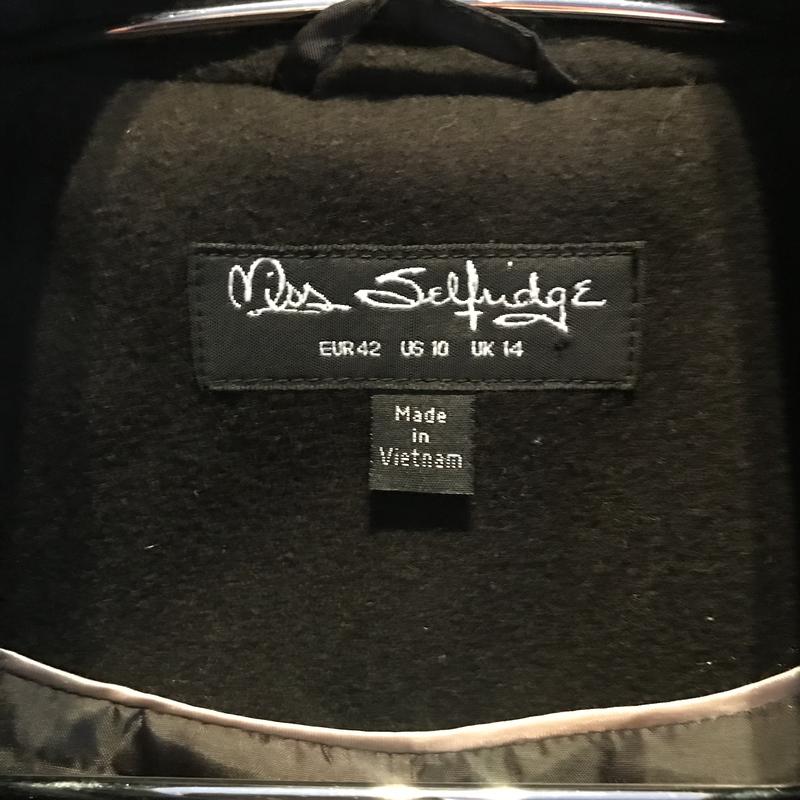 Miss Selfridge
EUR 42 US 10 UK 14
Made
in
Vietnam